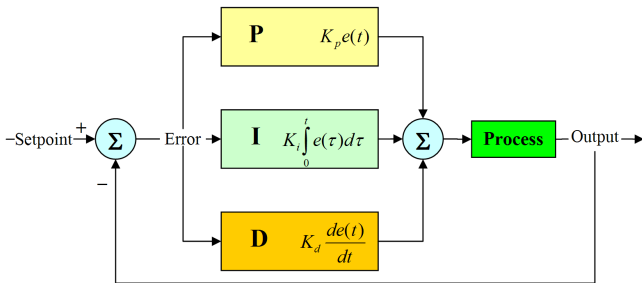 P K_p e(t)
–Setpoint + Σ Error I K_i ∫_0^t e(τ)dτ Σ Process Output
–
D K_d de(t)/dt